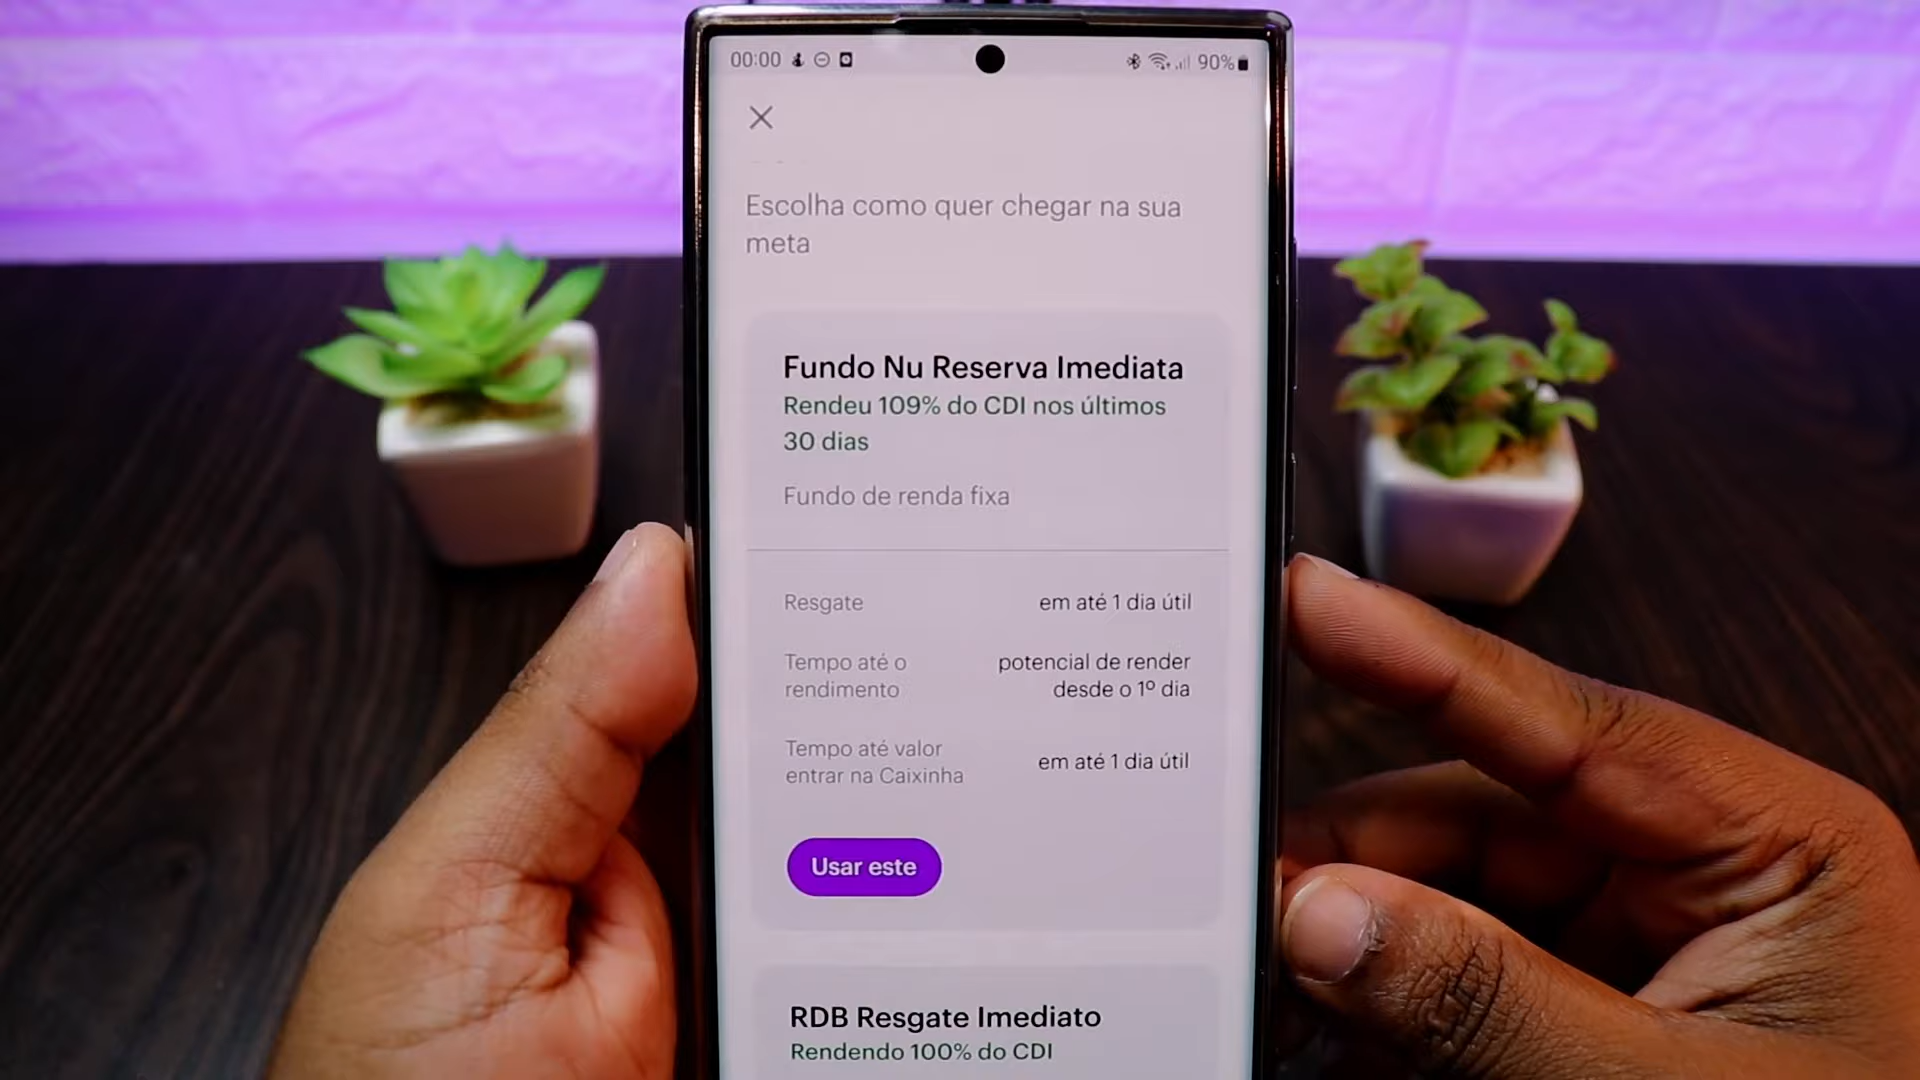 00:00
90%
Escolha como quer chegar na sua
meta
Fundo Nu Reserva Imediata
Rendeu 109% do CDI nos últimos
30 dias
Fundo de renda fixa
Resgate
em até 1 dia útil
Tempo até o
rendimento
potencial de render
desde o 1º dia
Tempo até valor
entrar na Caixinha
em até 1 dia útil
Usar este
RDB Resgate Imediato
Rendendo 100% do CDI